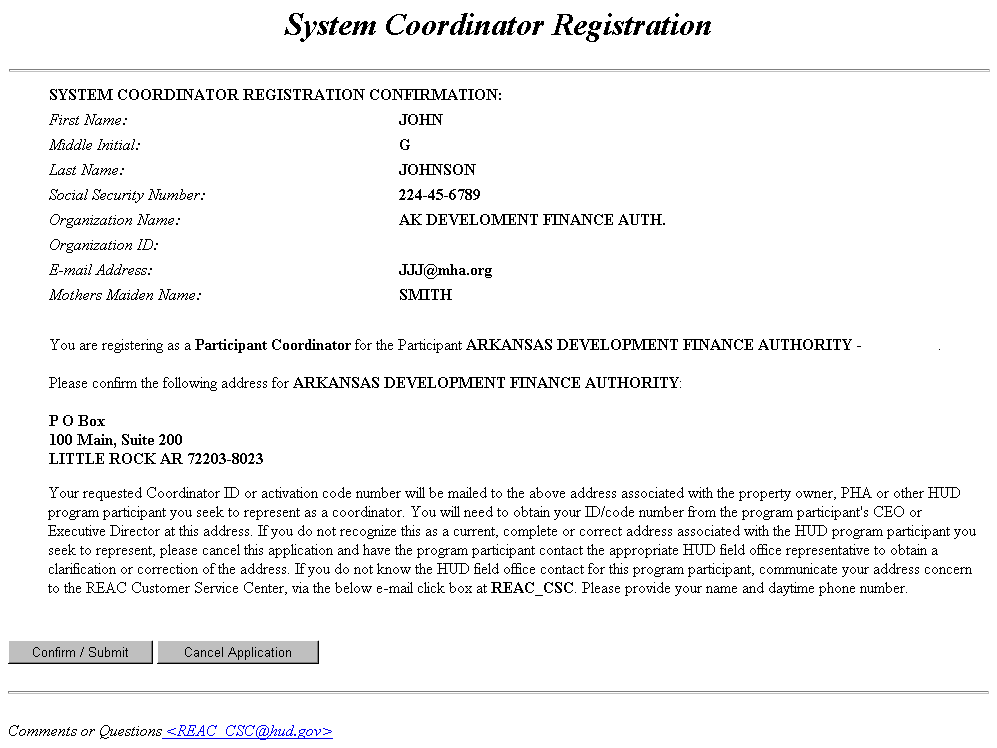 System Coordinator Registration
SYSTEM COORDINATOR REGISTRATION CONFIRMATION:
First Name: JOHN
Middle Initial: G
Last Name: JOHNSON
Social Security Number: 224-45-6789
Organization Name: AK DEVELOMENT FINANCE AUTH.
Organization ID:
E-mail Address: JJJ@mha.org
Mothers Maiden Name: SMITH
You are registering as a Participant Coordinator for the Participant ARKANSAS DEVELOPMENT FINANCE AUTHORITY - .
Please confirm the following address for ARKANSAS DEVELOPMENT FINANCE AUTHORITY:
P O Box
100 Main, Suite 200
LITTLE ROCK AR 72203-8023
Your requested Coordinator ID or activation code number will be mailed to the above address associated with the property owner, PHA or other HUD
program participant you seek to represent as a coordinator. You will need to obtain your ID/code number from the program participant's CEO or
Executive Director at this address. If you do not recognize this as a current, complete or correct address associated with the HUD program participant you
seek to represent, please cancel this application and have the program participant contact the appropriate HUD field office representative to obtain a
clarification or correction of the address. If you do not know the HUD field office contact for this program participant, communicate your address concern
to the REAC Customer Service Center, via the below e-mail click box at REAC_CSC. Please provide your name and daytime phone number.
Confirm / Submit Cancel Application
Comments or Questions <REAC_CSC@hud.gov>